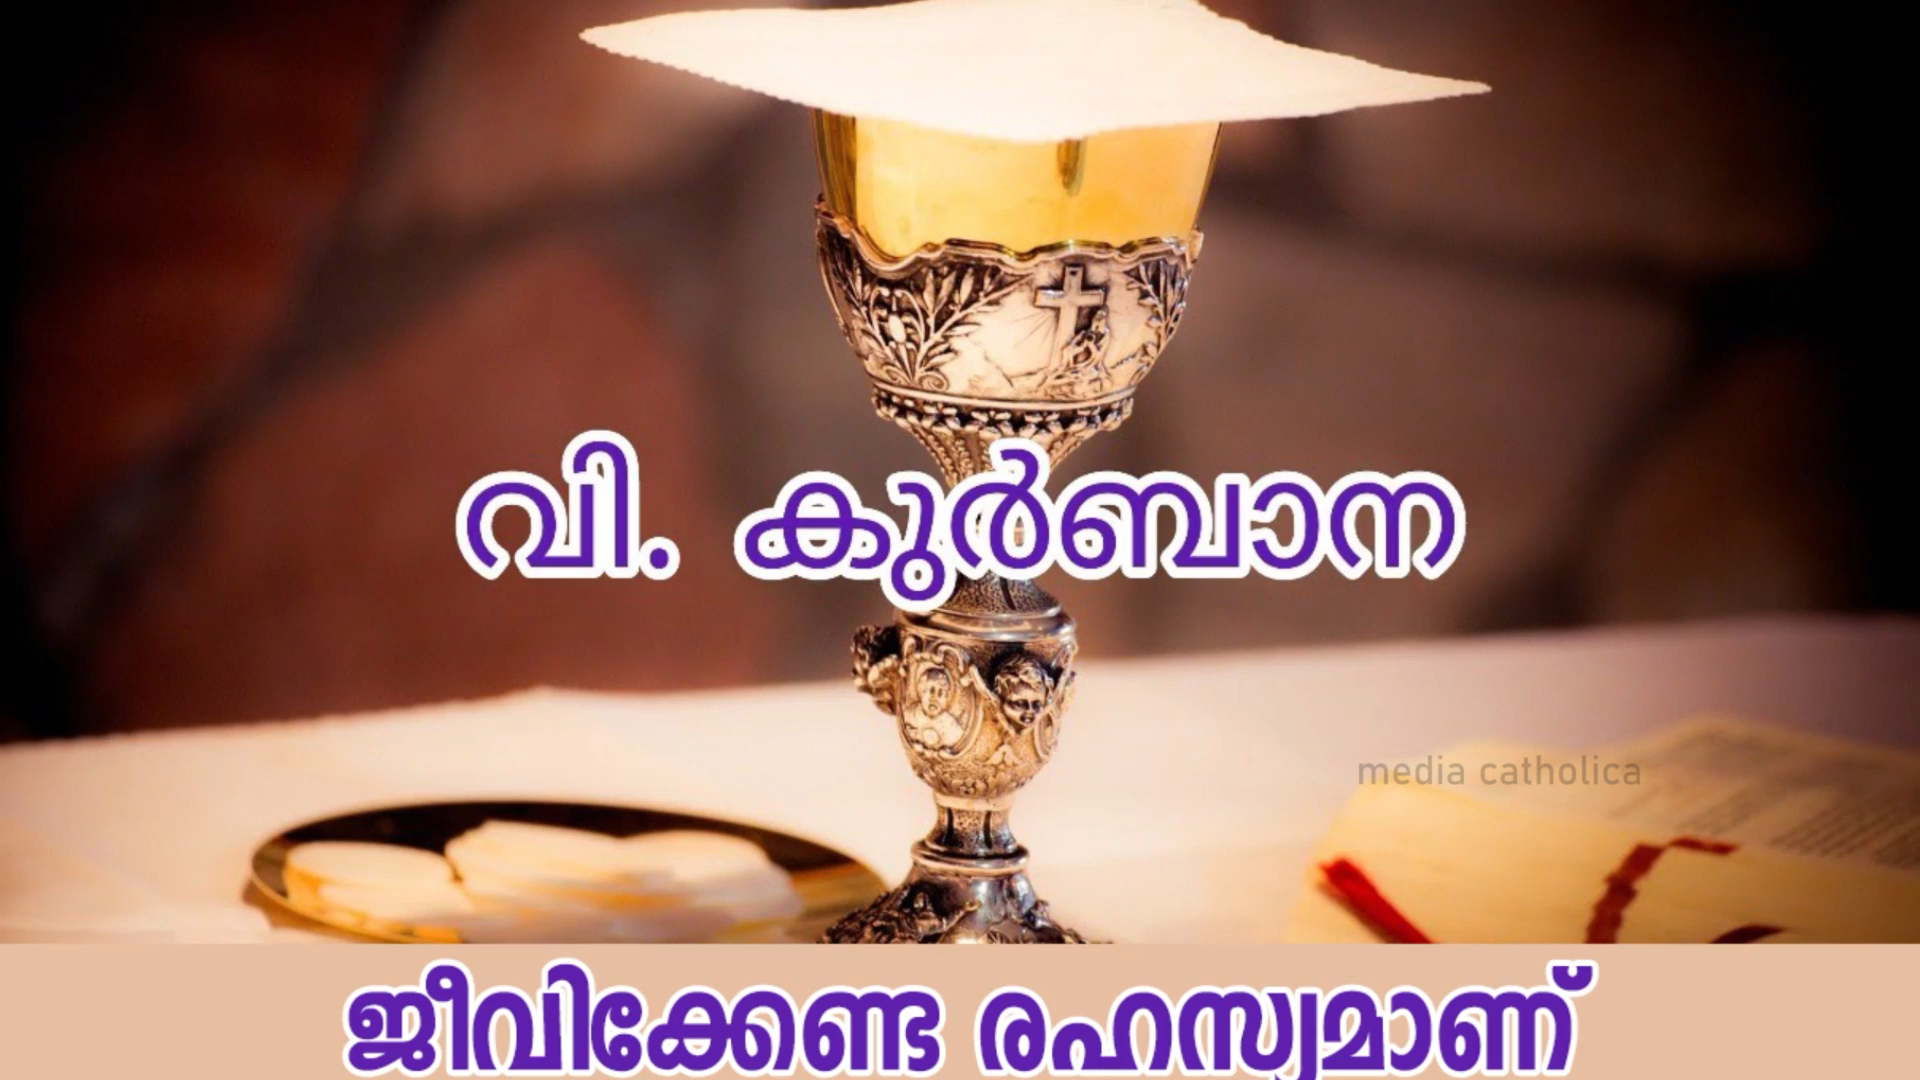 വി. കുർബാന
media catholica
ജീവിക്കേണ്ട രഹസ്യമാണ്